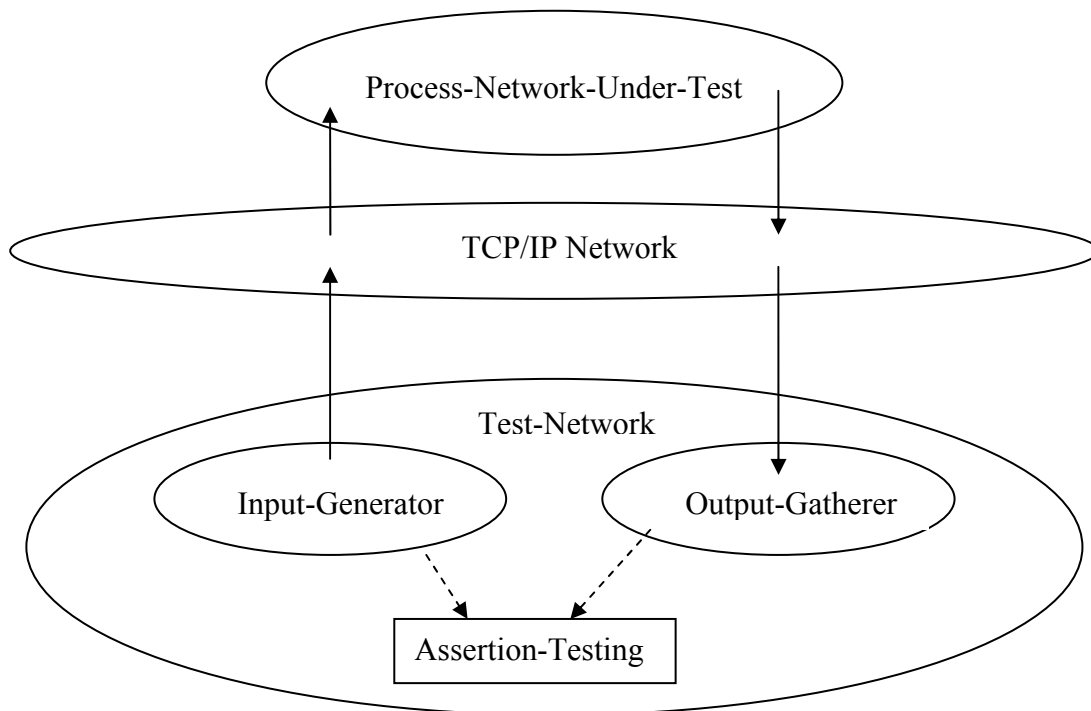 Process-Network-Under-Test
TCP/IP Network
Test-Network
Input-Generator
Output-Gatherer
Assertion-Testing